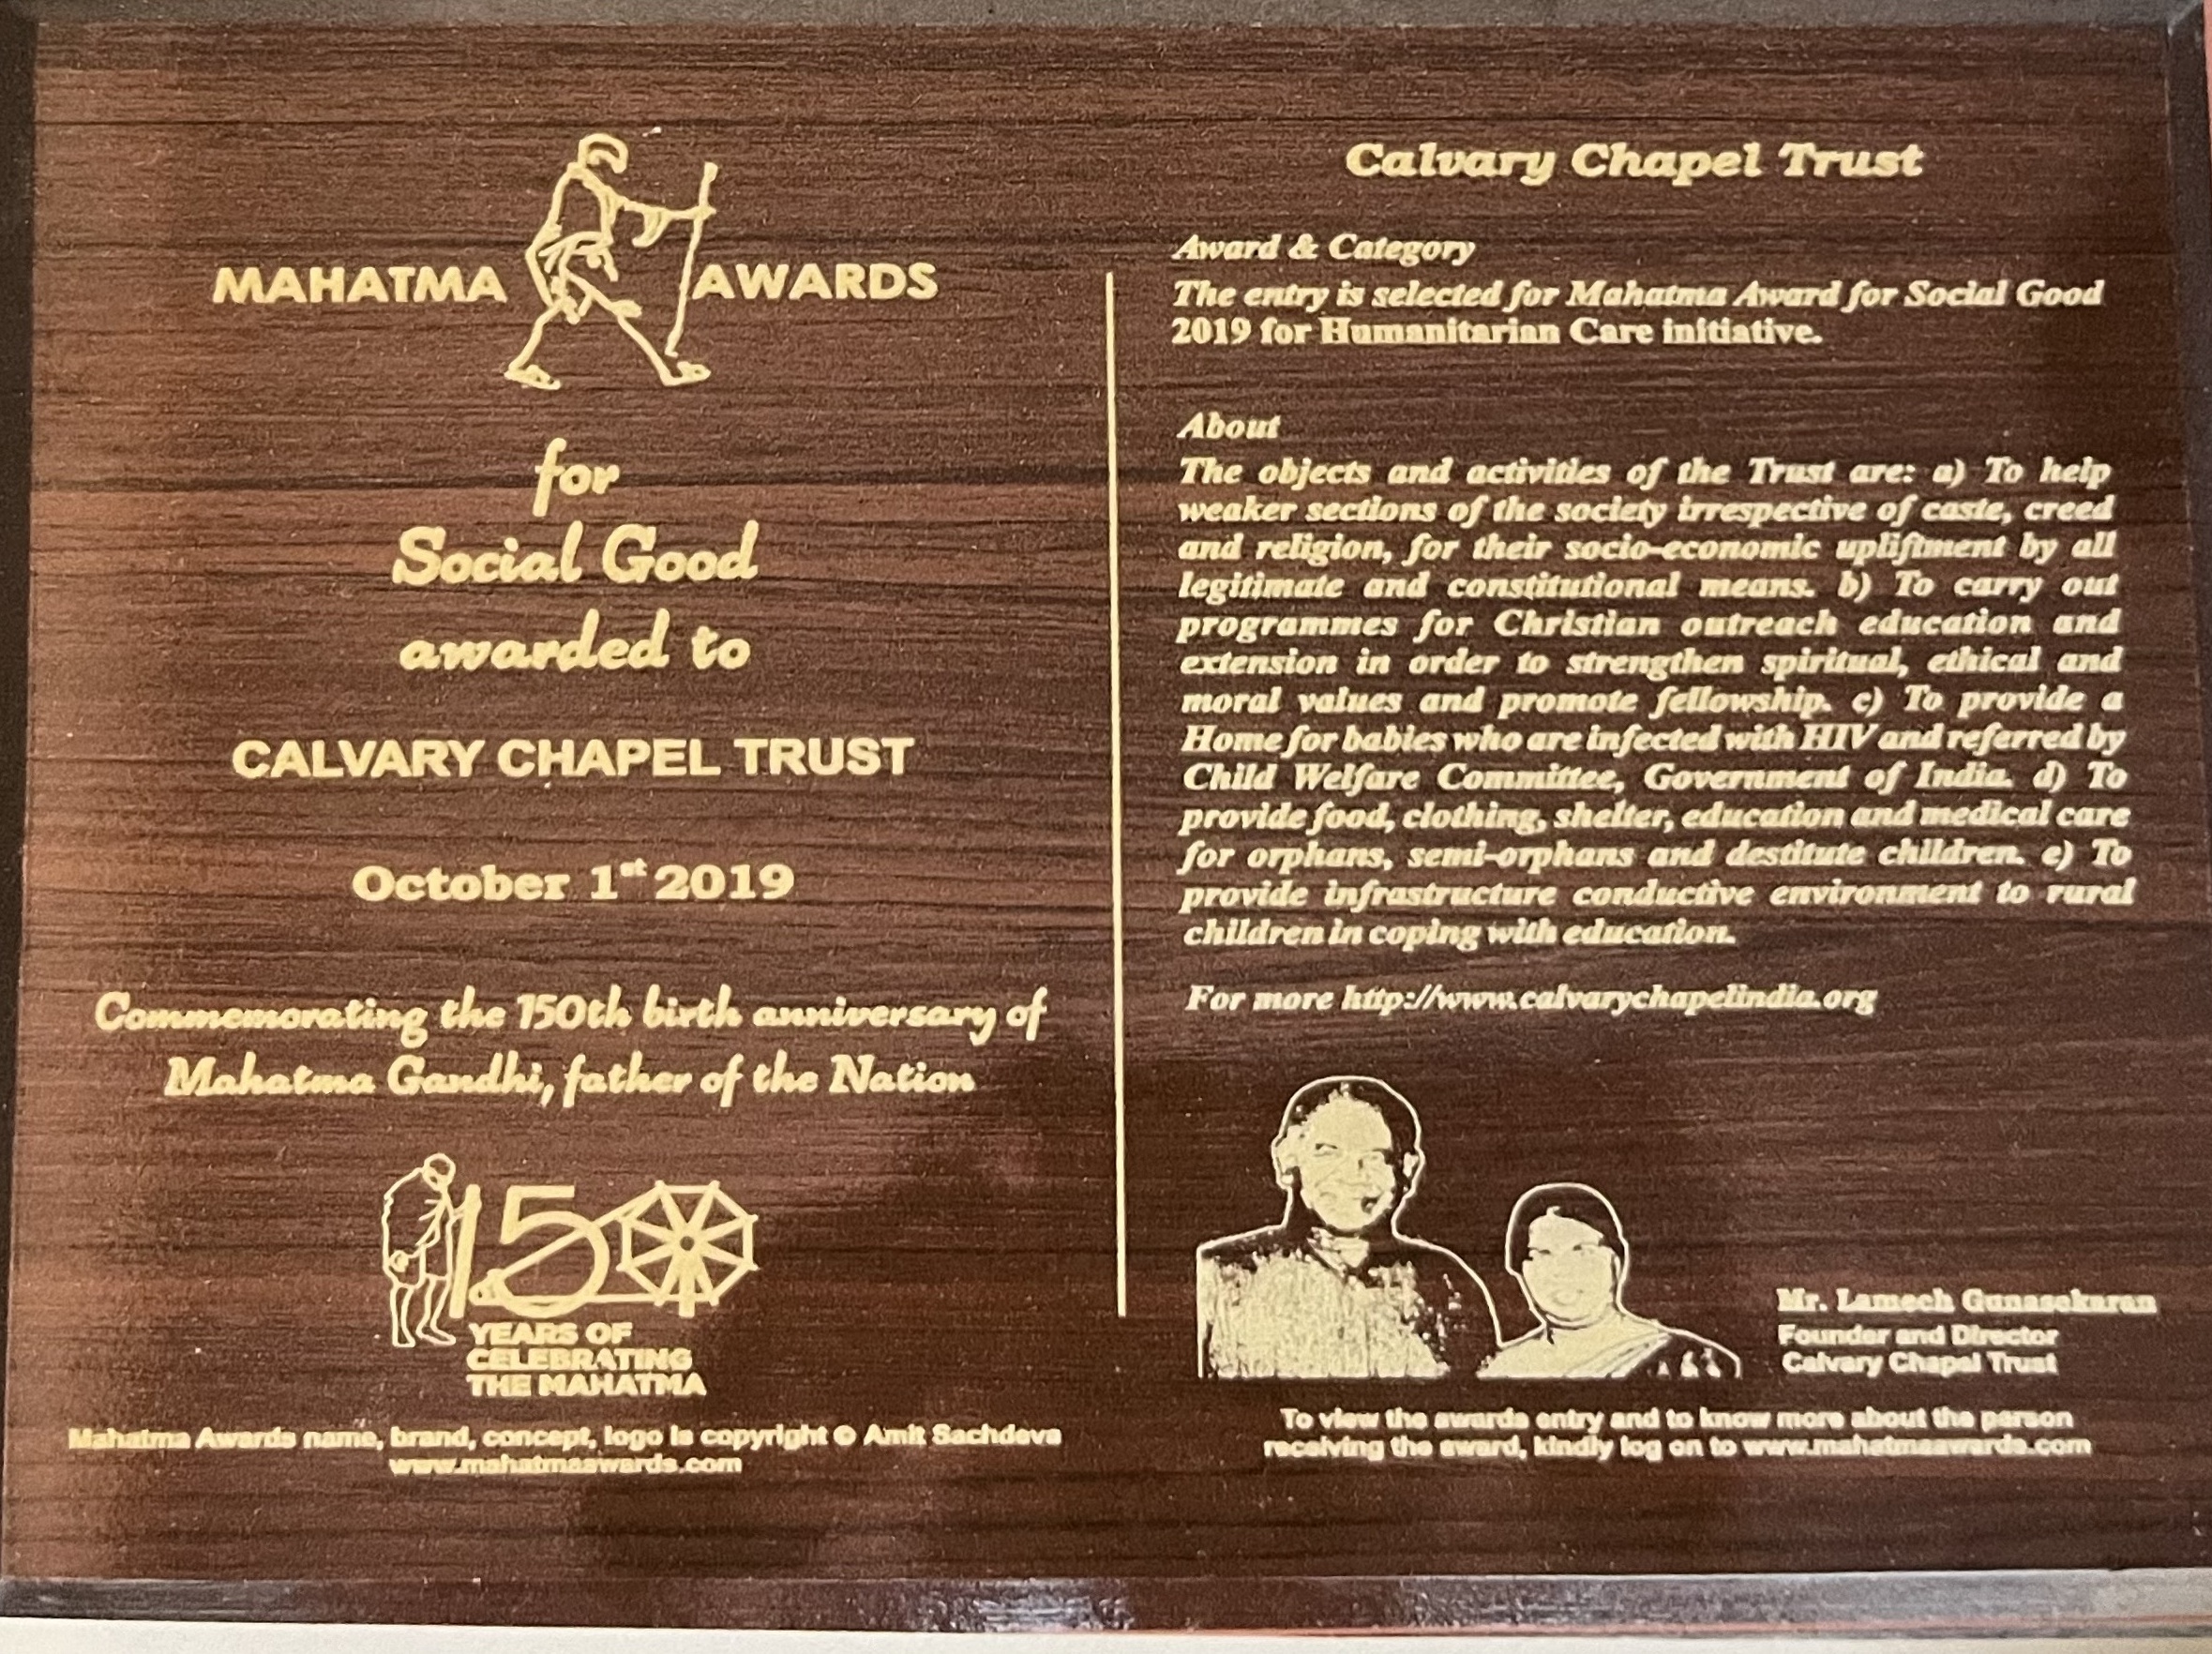 MAHATMA AWARDS
for
Social Good
awarded to
CALVARY CHAPEL TRUST
October 1st 2019
Commemorating the 150th birth anniversary of
Mahatma Gandhi, father of the Nation
150
YEARS OF
CELEBRATING
THE MAHATMA
Mahatma Awards name, brand, concept, logo is copyright © Amit Sachdeva
www.mahatmaawards.com
Calvary Chapel Trust
Award & Category
The entry is selected for Mahatma Award for Social Good
2019 for Humanitarian Care initiative.
About
The objects and activities of the Trust are: a) To help
weaker sections of the society irrespective of caste, creed
and religion, for their socio-economic upliftment by all
legitimate and constitutional means. b) To carry out
programmes for Christian outreach education and
extension in order to strengthen spiritual, ethical and
moral values and promote fellowship. c) To provide a
Home for babies who are infected with HIV and referred by
Child Welfare Committee, Government of India. d) To
provide food, clothing, shelter, education and medical care
for orphans, semi-orphans and destitute children. e) To
provide infrastructure conductive environment to rural
children in coping with education.
For more http://www.calvarychapelindia.org
Mr. Lamech Gunasekaran
Founder and Director
Calvary Chapel Trust
To view the awards entry and to know more about the person
receiving the award, kindly log on to www.mahatmaawards.com